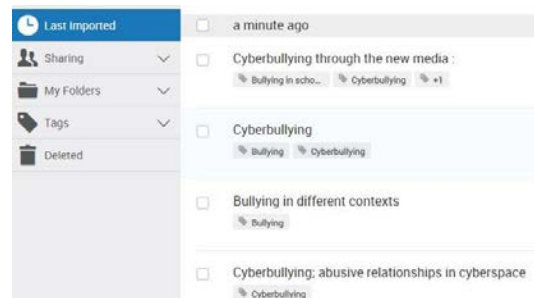 Last Imported
Sharing
My Folders
Tags
Deleted
a minute ago
Cyberbullying through the new media :
Bullying in scho... Cyberbullying +1
Cyberbullying
Bullying Cyberbullying
Bullying in different contexts
Bullying
Cyberbullying; abusive relationships in cyberspace
Cyberbullying